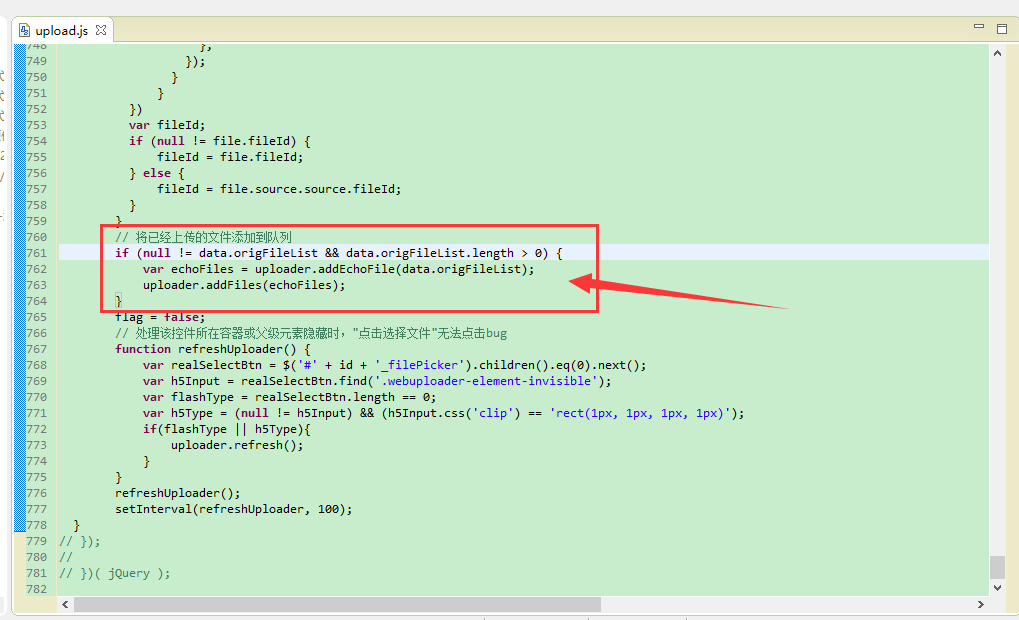 upload.js
748 },
749 });
750 }
751 }
752 })
753 var fileId;
754 if (null != file.fileId) {
755 fileId = file.fileId;
756 } else {
757 fileId = file.source.source.fileId;
758 }
759 }
760 // 将已经上传的文件添加到队列
761 if (null != data.origFileList && data.origFileList.length > 0) {
762 var echoFiles = uploader.addEchoFile(data.origFileList);
763 uploader.addFiles(echoFiles);
764 }
765 flag = false;
766 // 处理该控件所在容器或父级元素隐藏时，"点击选择文件"无法点击bug
767 function refreshUploader() {
768 var realSelectBtn = $('#' + id + '_filePicker').children().eq(0).next();
769 var h5Input = realSelectBtn.find('.webuploader-element-invisible');
770 var flashType = realSelectBtn.length == 0;
771 var h5Type = (null != h5Input) && (h5Input.css('clip') == 'rect(1px, 1px, 1px, 1px)');
772 if(flashType || h5Type){
773 uploader.refresh();
774 }
775 }
776 refreshUploader();
777 setInterval(refreshUploader, 100);
778 }
779 // });
780 //
781 // })( jQuery );
782